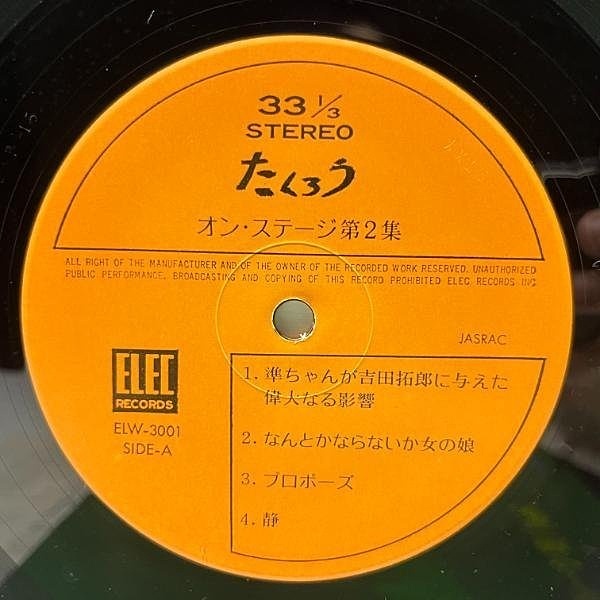 33 1/3
STEREO
たくろう
オン・ステージ第2集
ALL RIGHT OF THE MANUFACTURER AND OF THE OWNER OF THE RECORDED WORK RESERVED. UNAUTHORIZED
PUBLIC PERFORMANCE, BROADCASTING AND COPYING OF THIS RECORD PROHIBITED ELEC RECORDS INC
JASRAC
ELEC
RECORDS
ELW-3001
SIDE-A
1. 準ちゃんが吉田拓郎に与えた
偉大なる影響
2. なんとかならないか女の娘
3. プロポーズ
4. 静